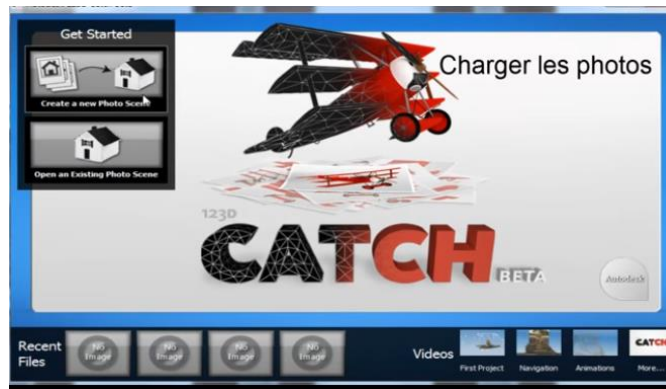 Get Started
Charger les photos
Create a new Photo Scene
Open an Existing Photo Scene
123D
CATCH
BETA
Autodesk
Recent
Files
No
Image
No
Image
No
Image
No
Image
Videos
First Project
Navigation
Animations
CATCH
More...